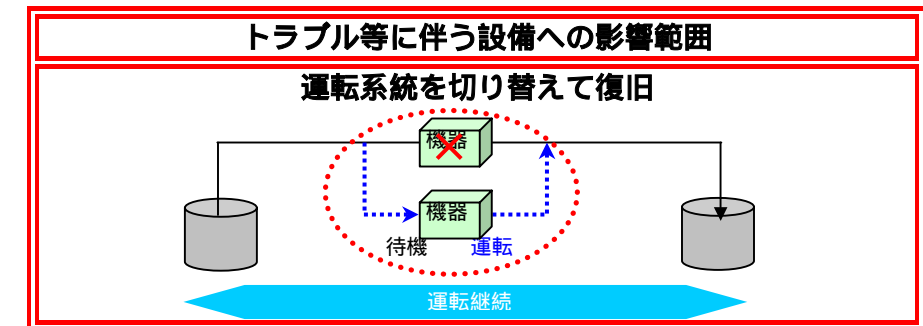 トラブル等に伴う設備への影響範囲
運転系統を切り替えて復旧
機器
機器
待機 運転
運転継続